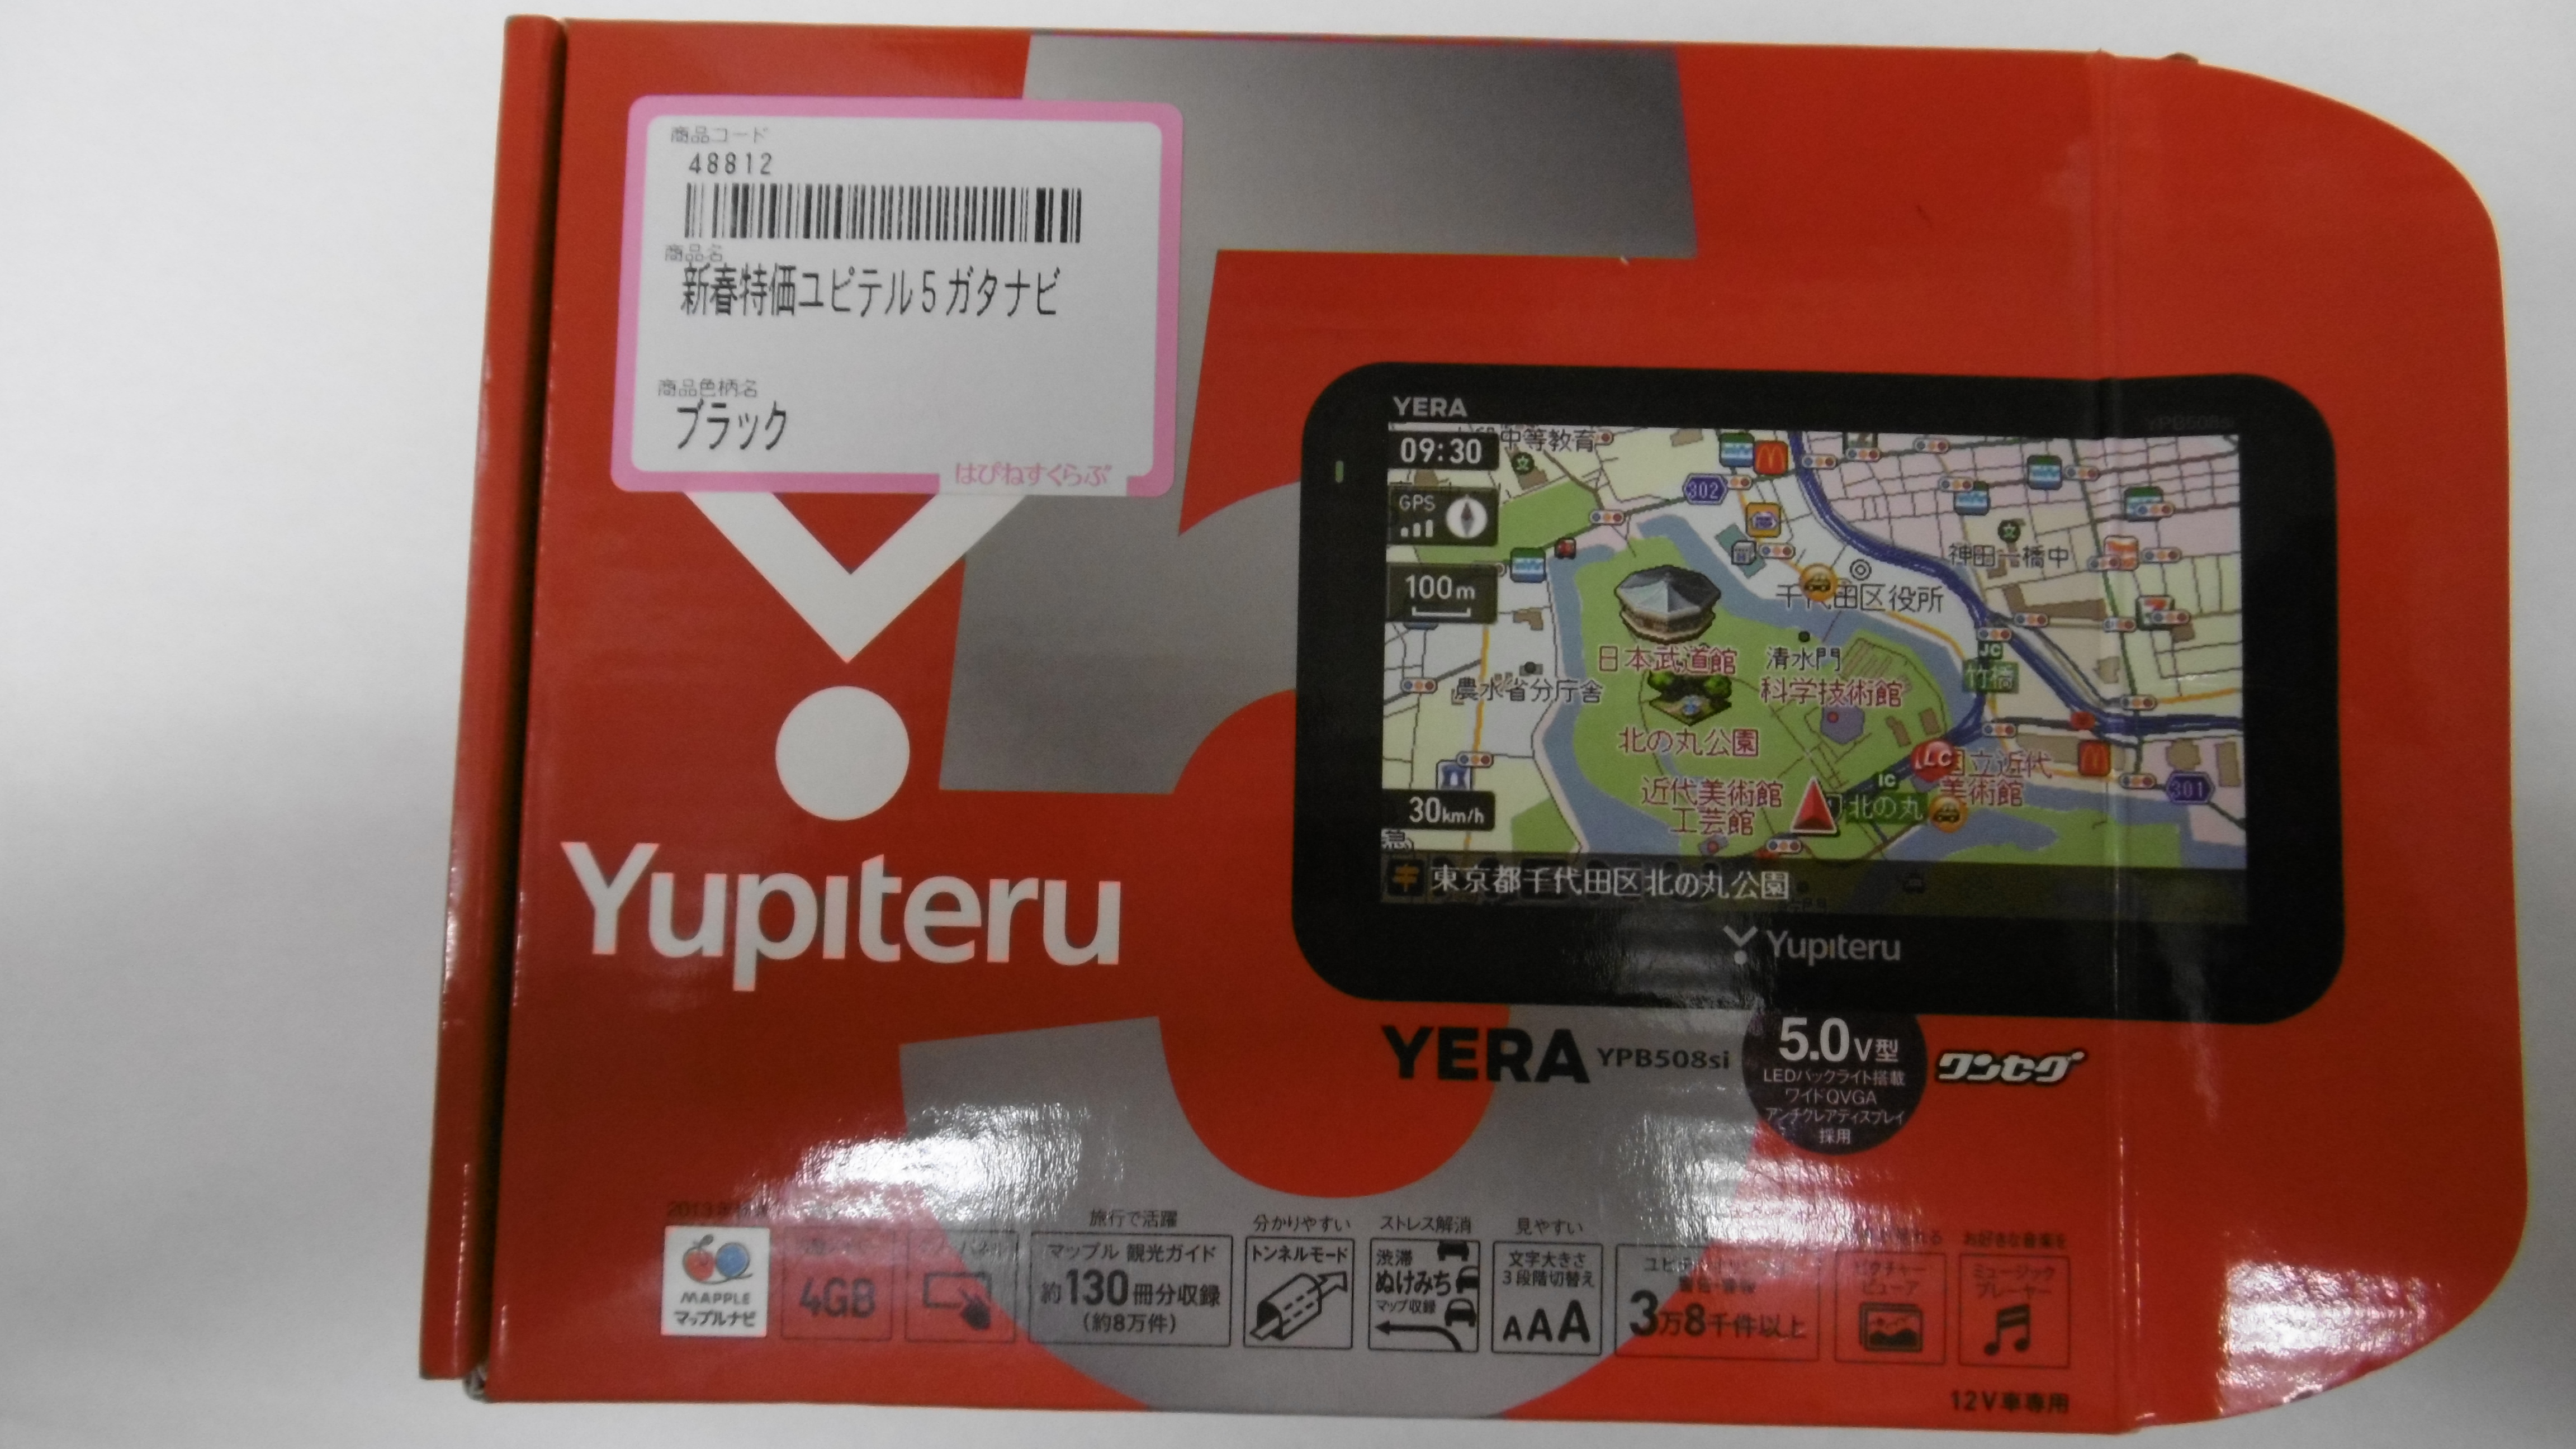 商品コード
48812
商品名
新春特価ユピテル5ガタナビ
商品色柄名
ブラック
はぴねすくらぶ
Yupiteru
YERA
09:30
GPS
100m
30km/h
302
神田一橋中
千代田区役所
日本武道館
清水門
農水省分庁舎
科学技術館
JC
竹橋
北の丸公園
LC
近代美術館
工芸館
IC
北の丸
美術館
301
東京都千代田区北の丸公園
Yupiteru
YERA YPB508si
5.0V型
LEDバックライト搭載
ワイドQVGA
アンチグレアディスプレイ
採用
ワンセグ
MAPPLE
マップルナビ
4GB
旅行で活躍
マップル 観光ガイド
約130冊分収録
(約8万件)
分かりやすい
トンネルモード
ストレス解消
渋滞
ぬけみち
マップ収録
見やすい
文字大きさ
3段階切替え
AAA
3万8千件以上
ピクチャー
ビューア
お好きな音楽を
ミュージック
プレーヤー
12V車専用